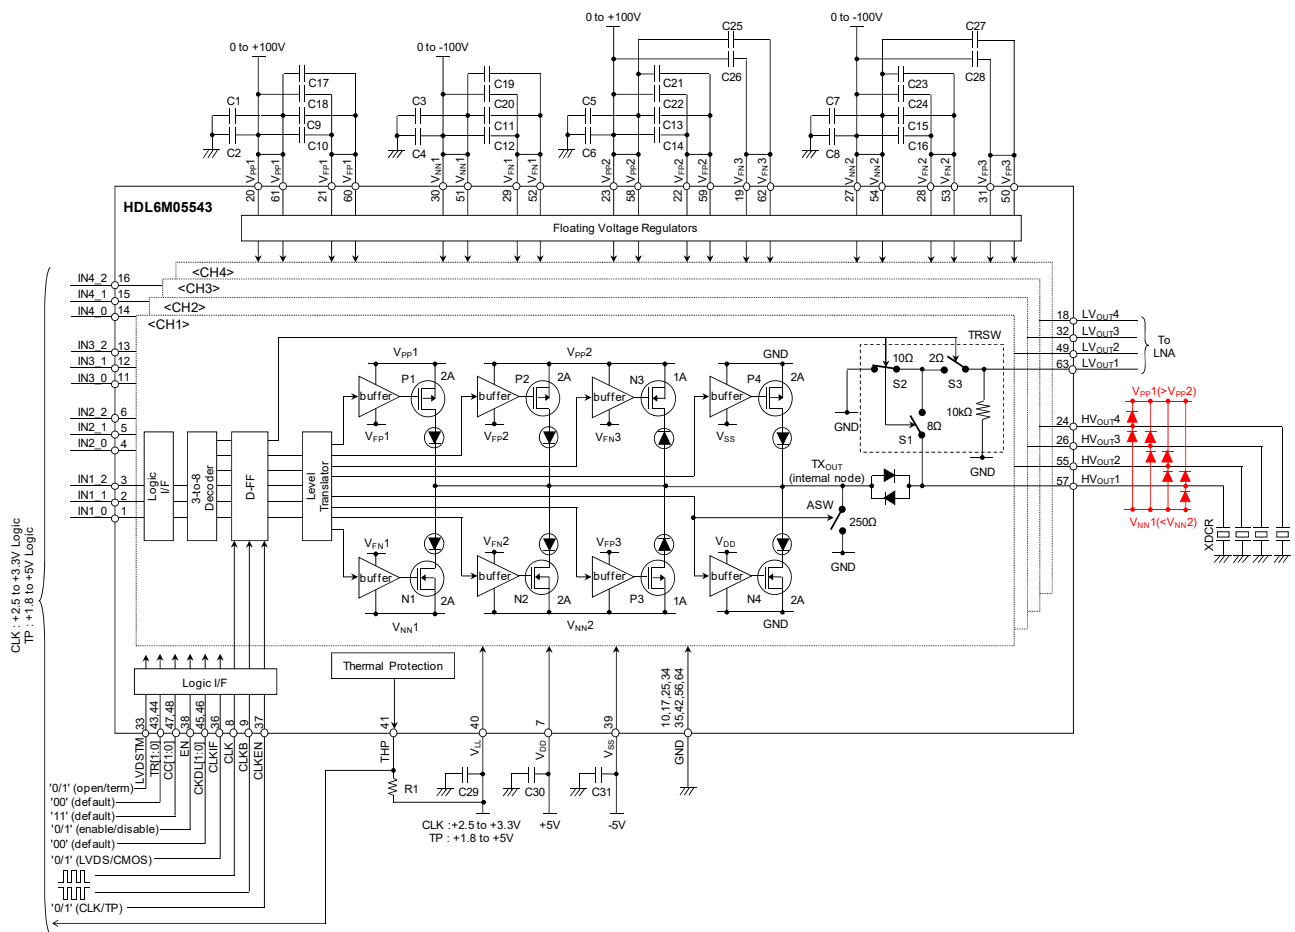 0 to +100V
0 to -100V
0 to +100V
0 to -100V
C1
C2
C17
C18
C9
C10
C3
C4
C19
C20
C11
C12
C5
C6
C25
C26
C21
C22
C13
C14
C7
C8
C27
C28
C23
C24
C15
C16
VPP1
VFP1
VFP1
VNN1
VNN1
VFN1
VFN1
VPP2
VPP2
VFP2
VFP2
VFN3
VFN3
VNN2
VNN2
VFN2
VFN2
VFP3
VFP3
20
61
21
60
30
51
29
52
23
58
22
59
19
62
27
54
28
53
31
50
HDL6M05543
Floating Voltage Regulators
<CH4>
<CH3>
<CH2>
<CH1>
IN4_2 16
IN4_1 15
IN4_0 14
IN3_2 13
IN3_1 12
IN3_0 11
IN2_2 6
IN2_1 5
IN2_0 4
IN1_2 3
IN1_1 2
IN1_0 1
CLK : +2.5 to +3.3V Logic
TP : +1.8 to +5V Logic
Logic
I/F
3-to-8
Decoder
D-FF
Level
Translator
VPP1
P1
2A
buffer
VFP1
VPP2
P2
2A
buffer
VFP2
N3
1A
buffer
VFN3
GND
P4
2A
buffer
VSS
VFN1
buffer
N1
2A
VNN1
VFN2
buffer
N2
2A
VNN2
VFP3
buffer
P3
1A
VDD
buffer
N4
2A
GND
TRSW
10Ω
S2
2Ω
S3
10kΩ
8Ω
S1
GND
GND
TXOUT
(internal node)
ASW
250Ω
GND
18 LVOUT4
32 LVOUT3
49 LVOUT2
63 LVOUT1
To
LNA
24 HVOUT4
26 HVOUT3
55 HVOUT2
57 HVOUT1
VPP1(>VPP2)
VNN1(<VNN2)
XDCR
Logic I/F
Thermal Protection
33
43,44
47,48
38
45,46
36
8
9
37
41
40
7
39
10,17,25,34
35,42,56,64
LVDSTM
TR[1:0]
CC[1:0]
EN
CKDL[1:0]
CLKIF
CLK
CLKB
CLKEN
THP
VLL
VDD
VSS
GND
R1
C29
C30
C31
CLK :+2.5 to +3.3V
TP : +1.8 to +5V
+5V
-5V
'0/1' (open/term)
'00' (default)
'11' (default)
'0/1' (enable/disable)
'00' (default)
'0/1' (LVDS/CMOS)
'0/1' (CLK/TP)